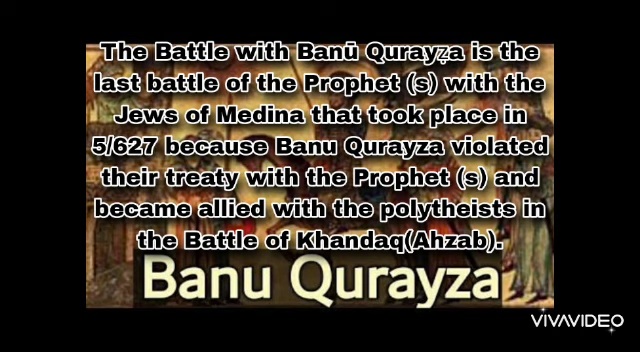 The Battle with Banū Qurayẓa is the
last battle of the Prophet (s) with the
Jews of Medina that took place in
5/627 because Banu Qurayza violated
their treaty with the Prophet (s) and
became allied with the polytheists in
the Battle of Khandaq(Ahzab).
Banu Qurayza
VIVAVIDEO